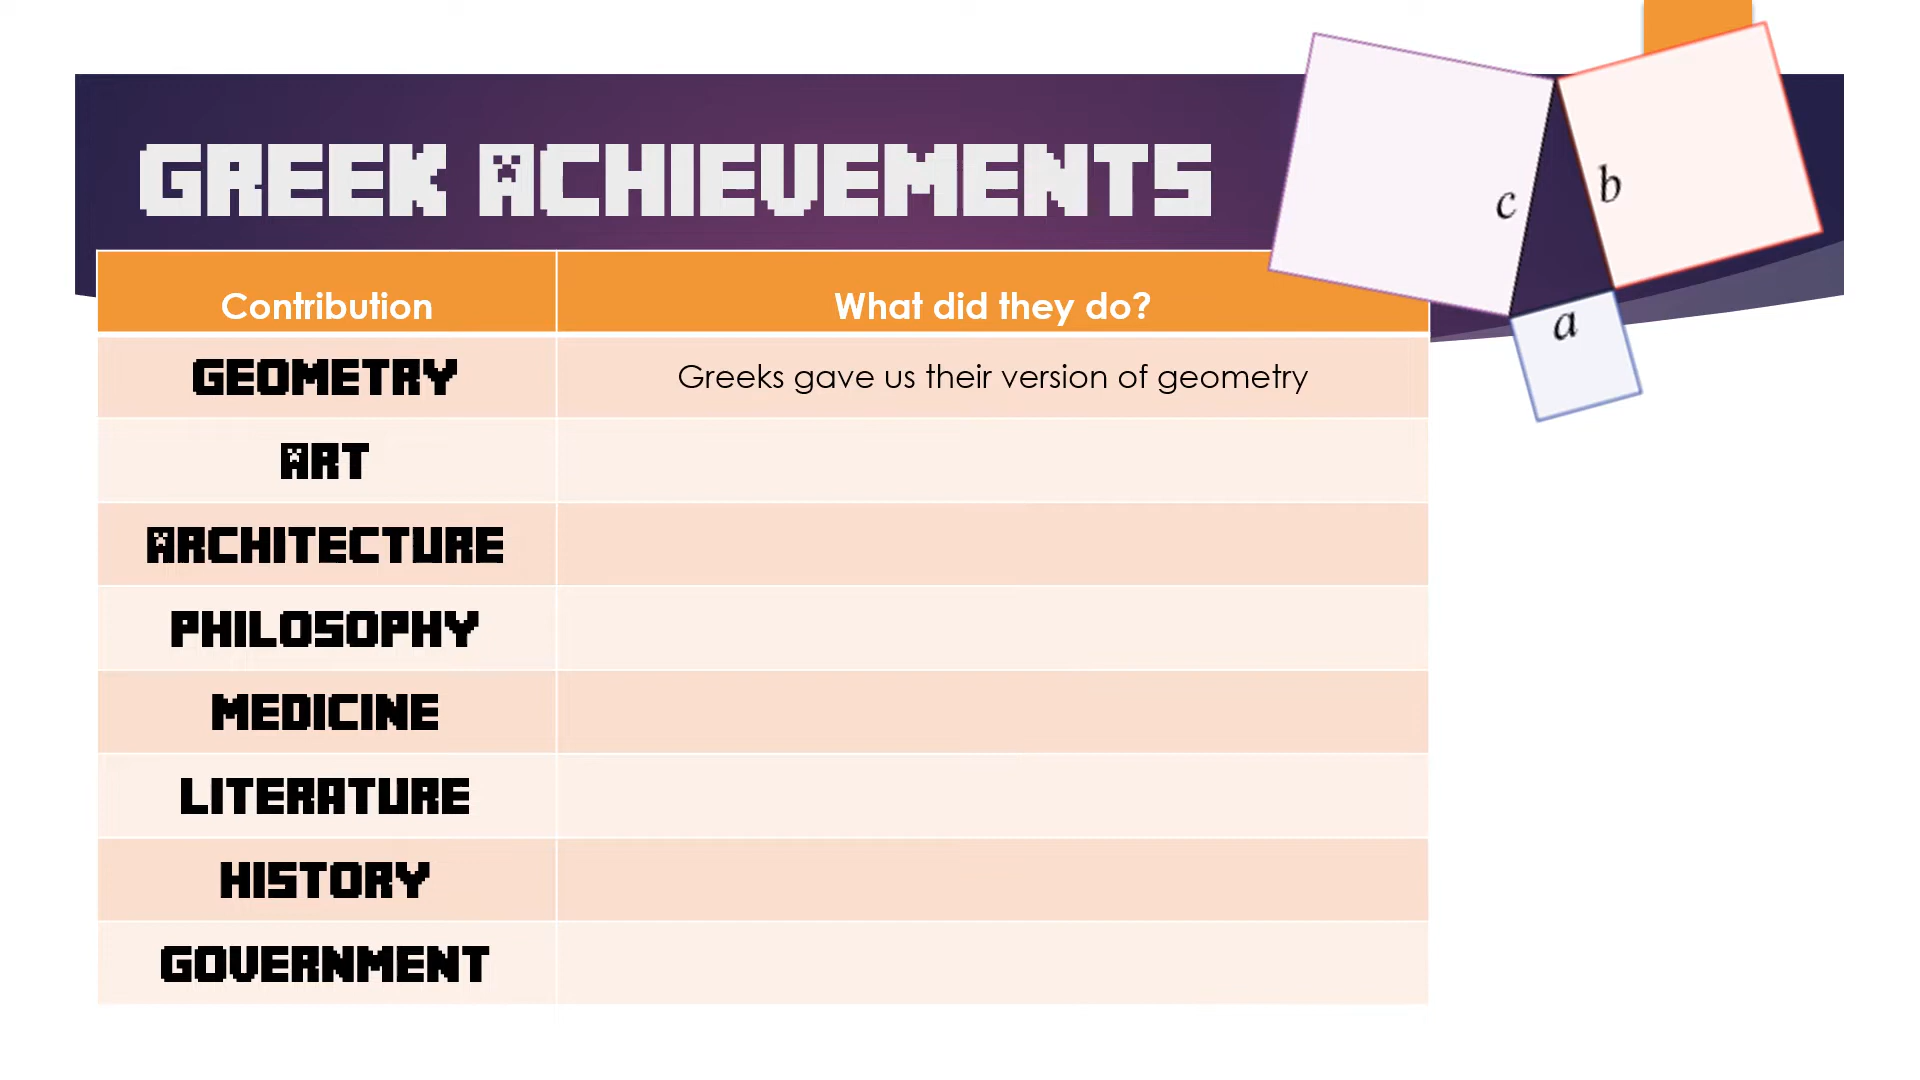 GREEK ACHIEVEMENTS
c
b
a
Contribution
What did they do?
GEOMETRY
Greeks gave us their version of geometry
ART
ARCHITECTURE
PHILOSOPHY
MEDICINE
LITERATURE
HISTORY
GOVERNMENT